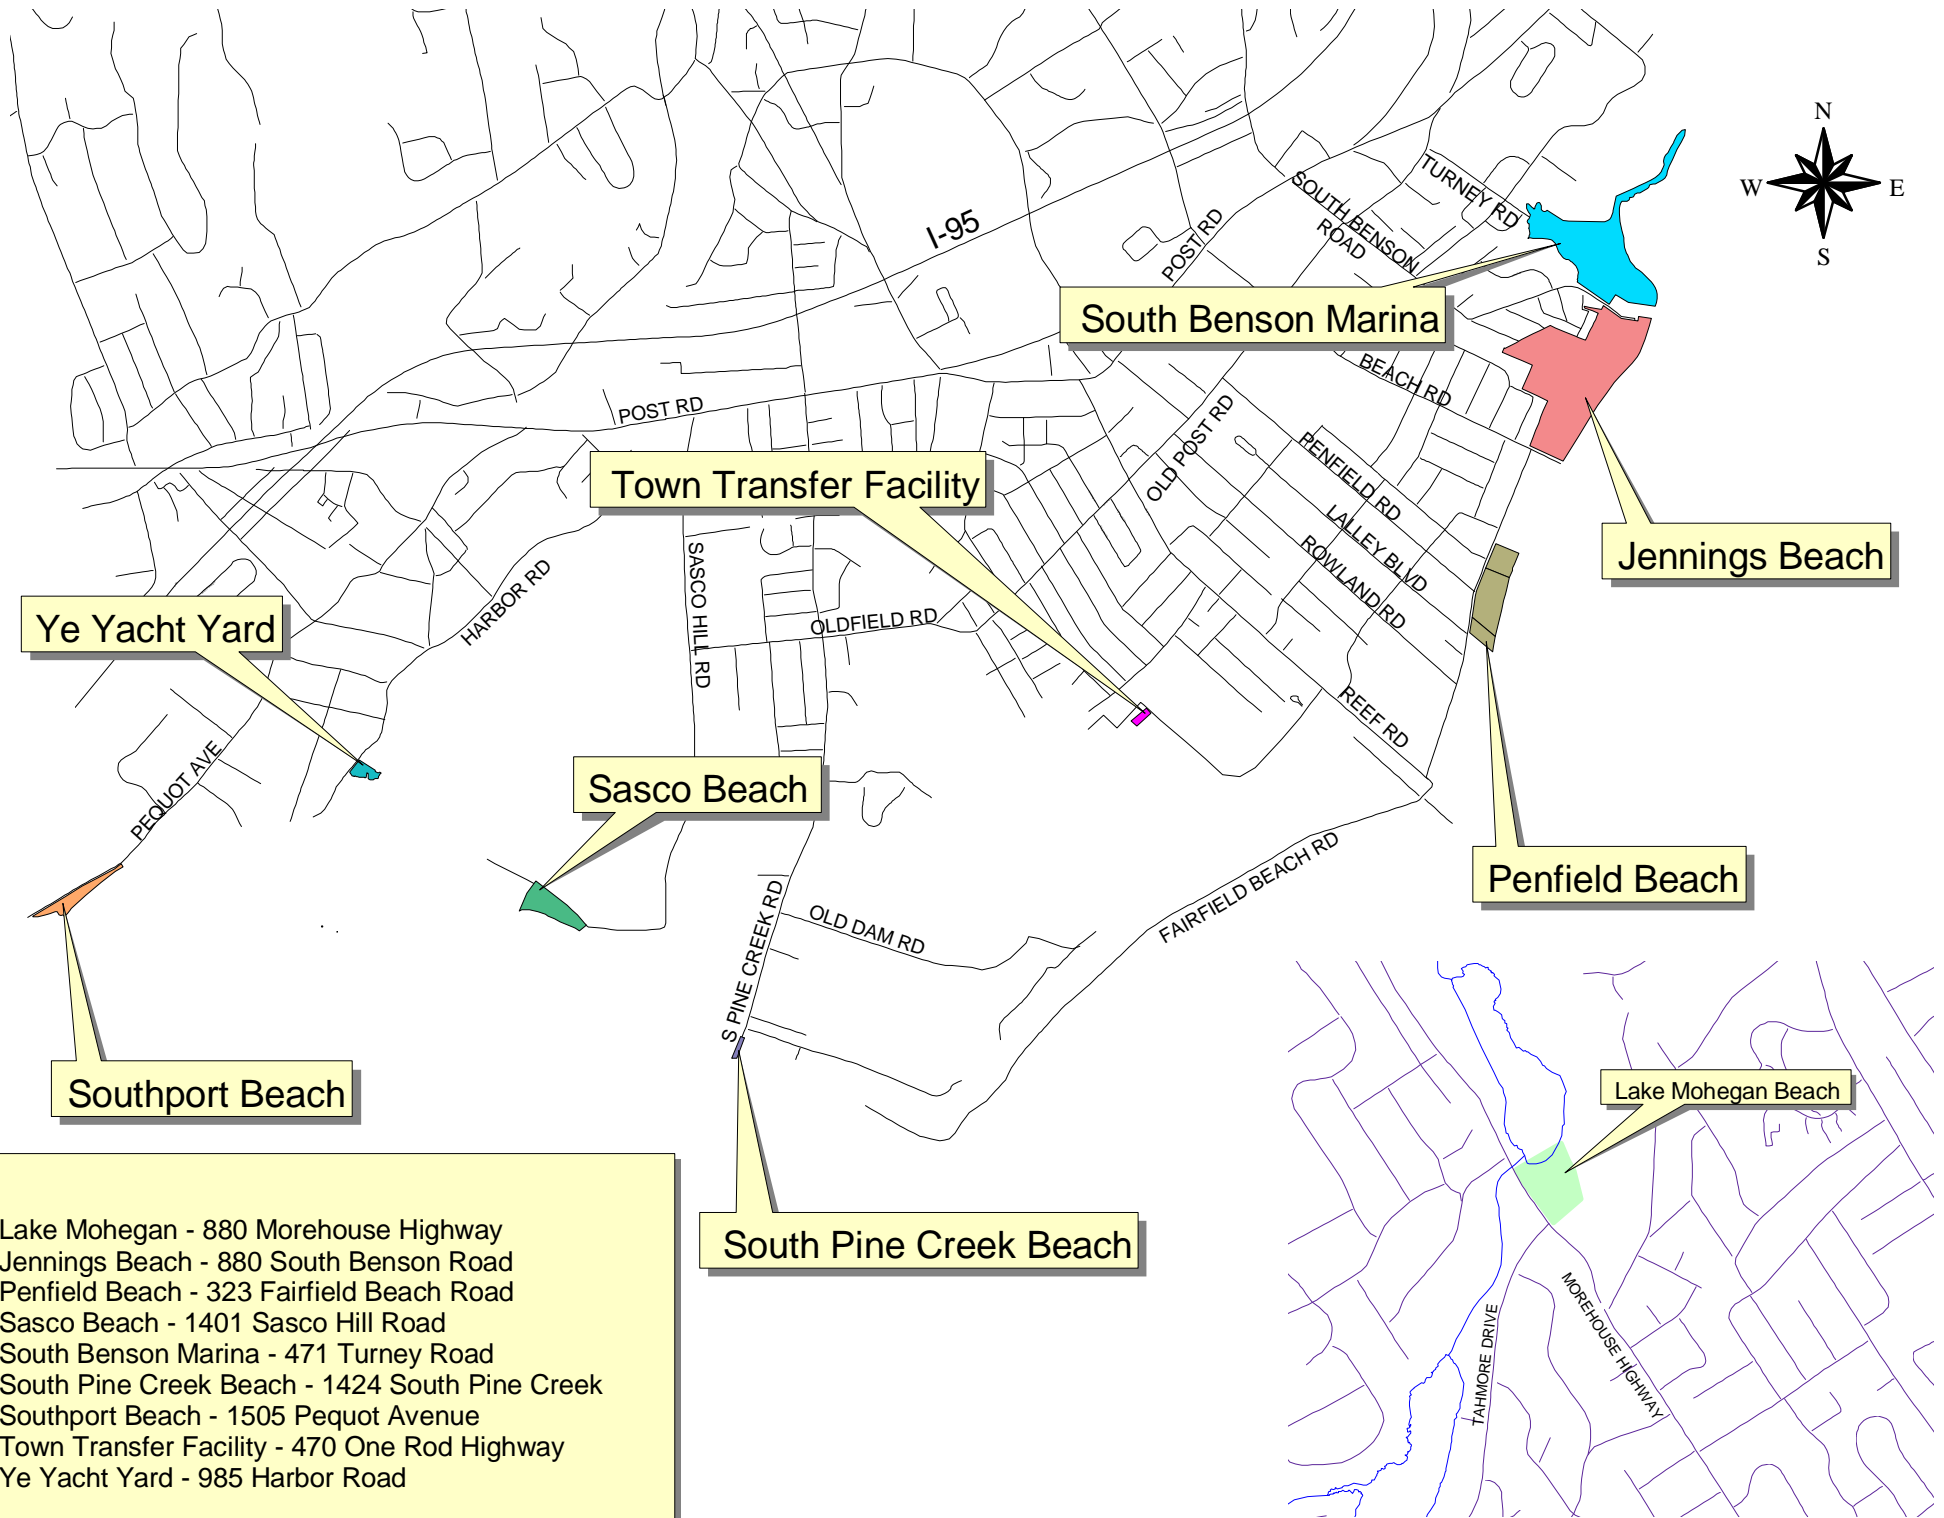 N
W
E
S
TURNEY RD
SOUTH BENSON
ROAD
POST RD
I-95
South Benson Marina
BEACH RD
POST RD
OLD POST RD
PENFIELD RD
LALLEY BLVD
ROWLAND RD
Town Transfer Facility
Jennings Beach
HARBOR RD
SASCO HILL RD
OLDFIELD RD
Ye Yacht Yard
REEF RD
PEQUOT AVE
Sasco Beach
Penfield Beach
FAIRFIELD BEACH RD
OLD DAM RD
S PINE CREEK RD
Southport Beach
South Pine Creek Beach
Lake Mohegan Beach
TAHMORE DRIVE
MOREHOUSE HIGHWAY
Lake Mohegan - 880 Morehouse Highway
Jennings Beach - 880 South Benson Road
Penfield Beach - 323 Fairfield Beach Road
Sasco Beach - 1401 Sasco Hill Road
South Benson Marina - 471 Turney Road
South Pine Creek Beach - 1424 South Pine Creek
Southport Beach - 1505 Pequot Avenue
Town Transfer Facility - 470 One Rod Highway
Ye Yacht Yard - 985 Harbor Road